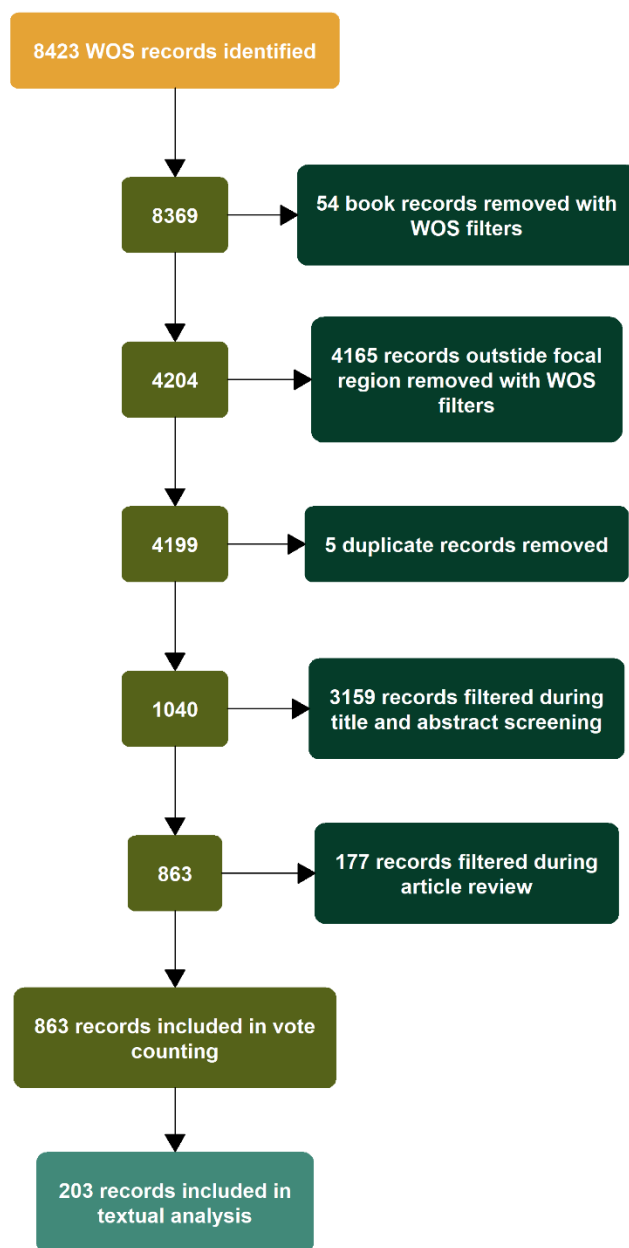 8423 WOS records identified
8369
54 book records removed with
WOS filters
4204
4165 records outstide focal
region removed with WOS
filters
4199
5 duplicate records removed
1040
3159 records filtered during
title and abstract screening
863
177 records filtered during
article review
863 records included in vote
counting
203 records included in
textual analysis